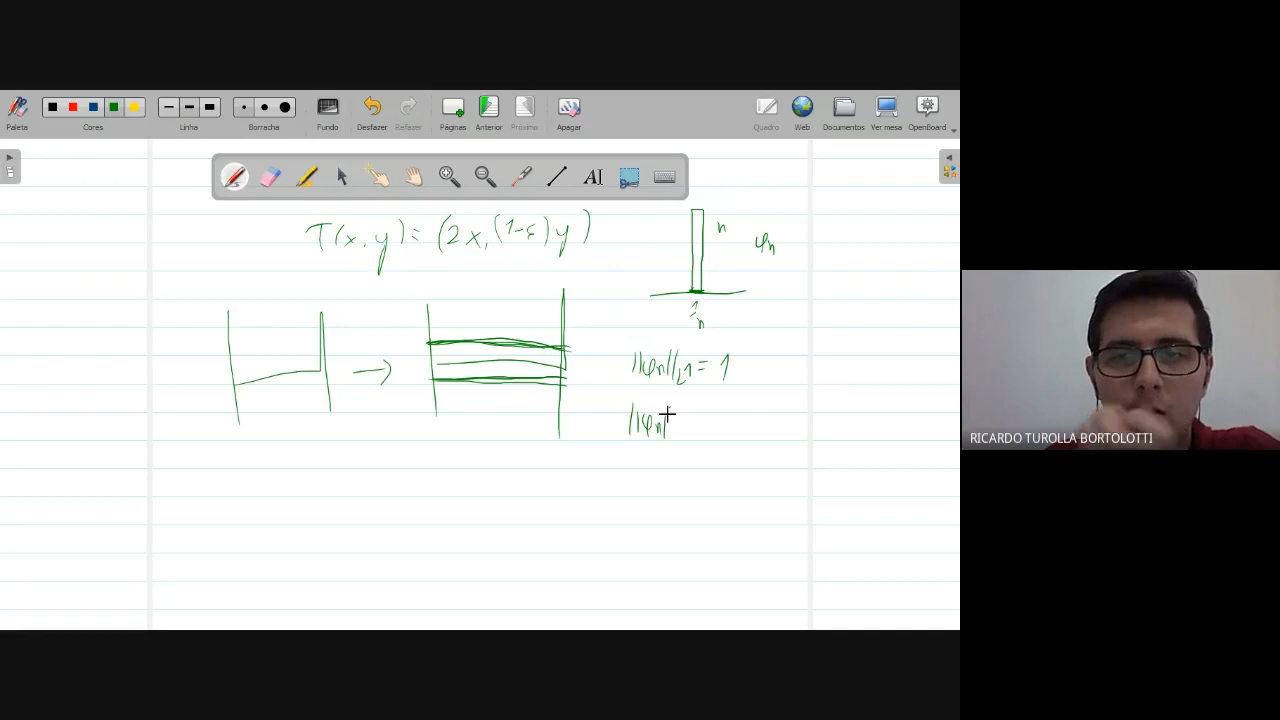 Paleta Cores Linha Borracha Fundo Desfazer Refazer Páginas Anterior Próximo Apagar Quadro Web Documentos Ver mesa OpenBoard
AI
T(x,y) = (2x, (1-ε)y)
n
φn
1/n
||φn||L1 = 1
||φn|
RICARDO TUROLLA BORTOLOTTI